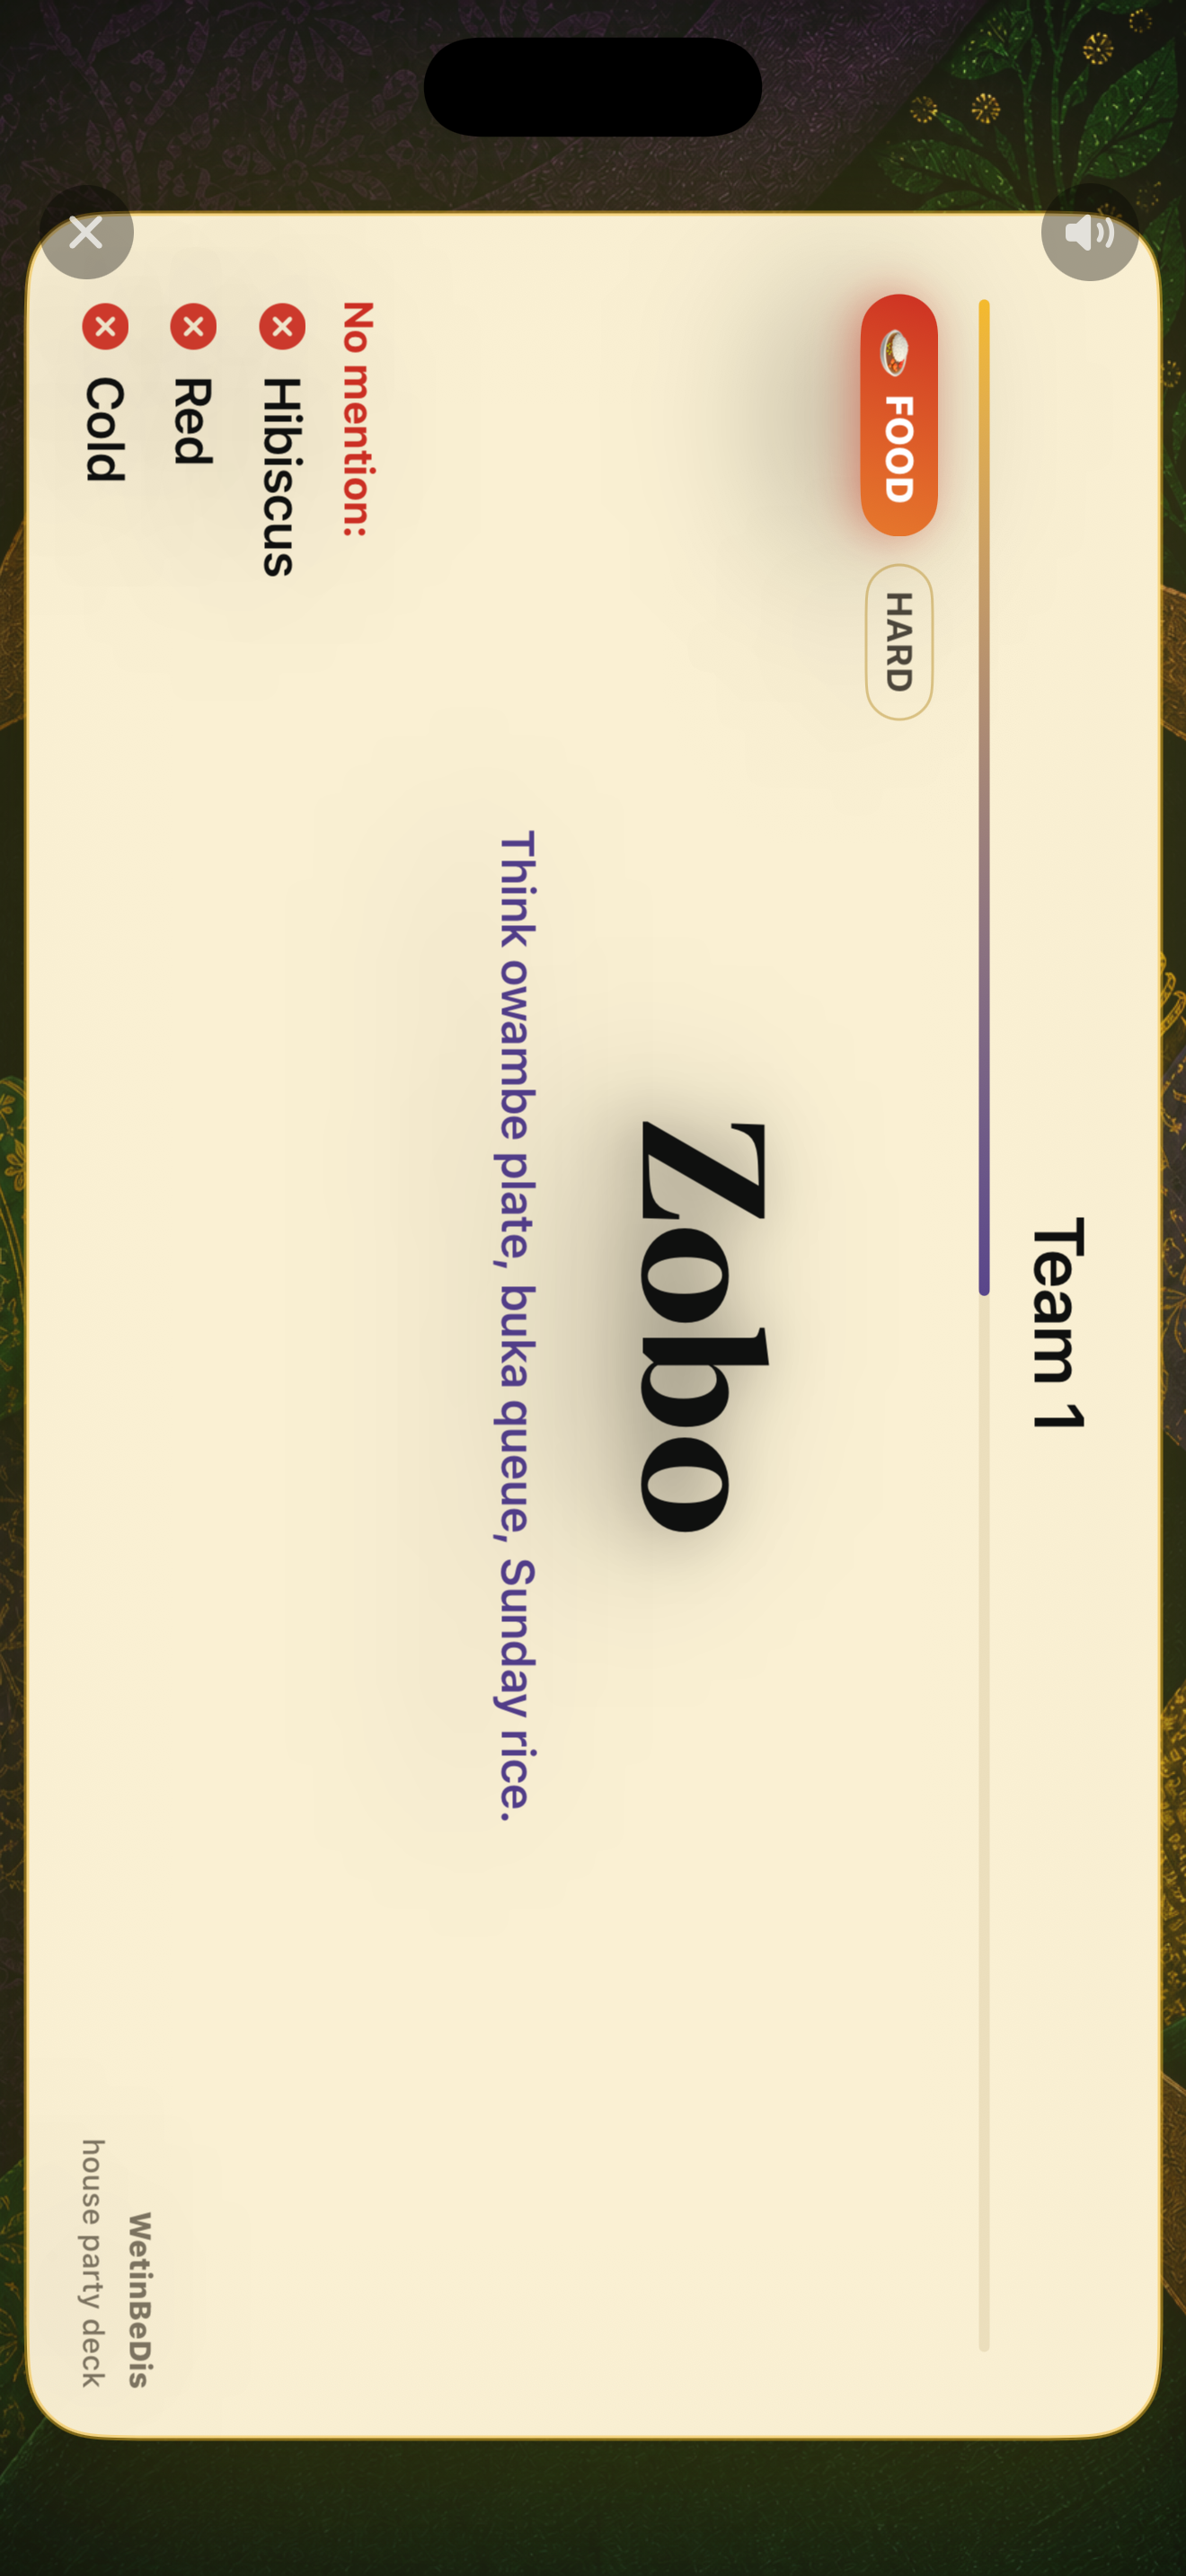 Team 1
FOOD
HARD
Zobo
Think owambe plate, buka queue, Sunday rice.
No mention:
Hibiscus
Red
Cold
WetinBeDis
house party deck